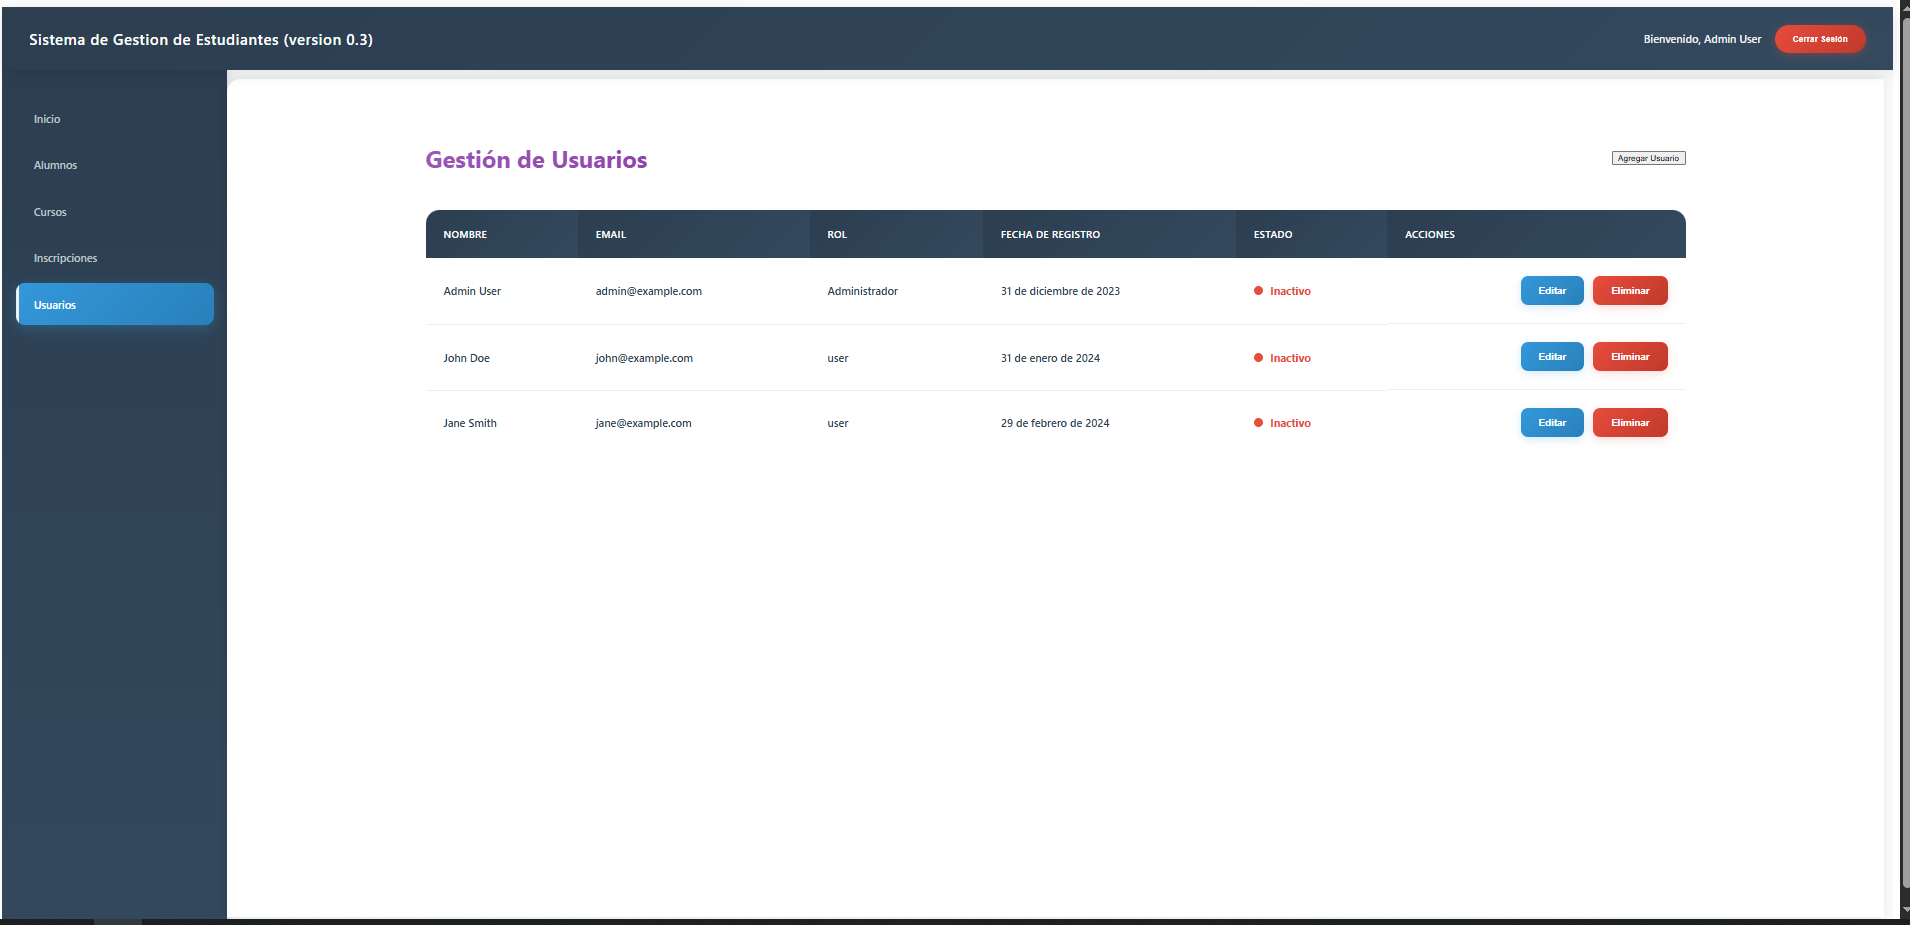 Sistema de Gestion de Estudiantes (version 0.3)
Bienvenido, Admin User
Cerrar Sesión
Inicio
Alumnos
Cursos
Inscripciones
Usuarios
Gestión de Usuarios
Agregar Usuario
NOMBRE EMAIL ROL FECHA DE REGISTRO ESTADO ACCIONES
Admin User admin@example.com Administrador 31 de diciembre de 2023 Inactivo Editar Eliminar
John Doe john@example.com user 31 de enero de 2024 Inactivo Editar Eliminar
Jane Smith jane@example.com user 29 de febrero de 2024 Inactivo Editar Eliminar